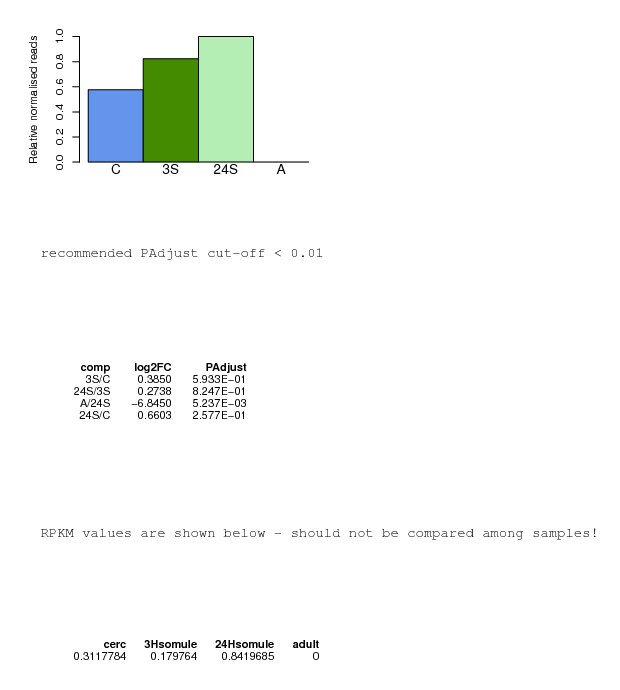 Relative normalised reads
1.0
0.8
0.6
0.4
0.2
0.0
C 3S 24S A
recommended PAdjust cut-off < 0.01
comp log2FC PAdjust
3S/C 0.3850 5.933E-01
24S/3S 0.2738 8.247E-01
A/24S -6.8450 5.237E-03
24S/C 0.6603 2.577E-01
RPKM values are shown below - should not be compared among samples!
cerc 3Hsomule 24Hsomule adult
0.3117784 0.179764 0.8419685 0